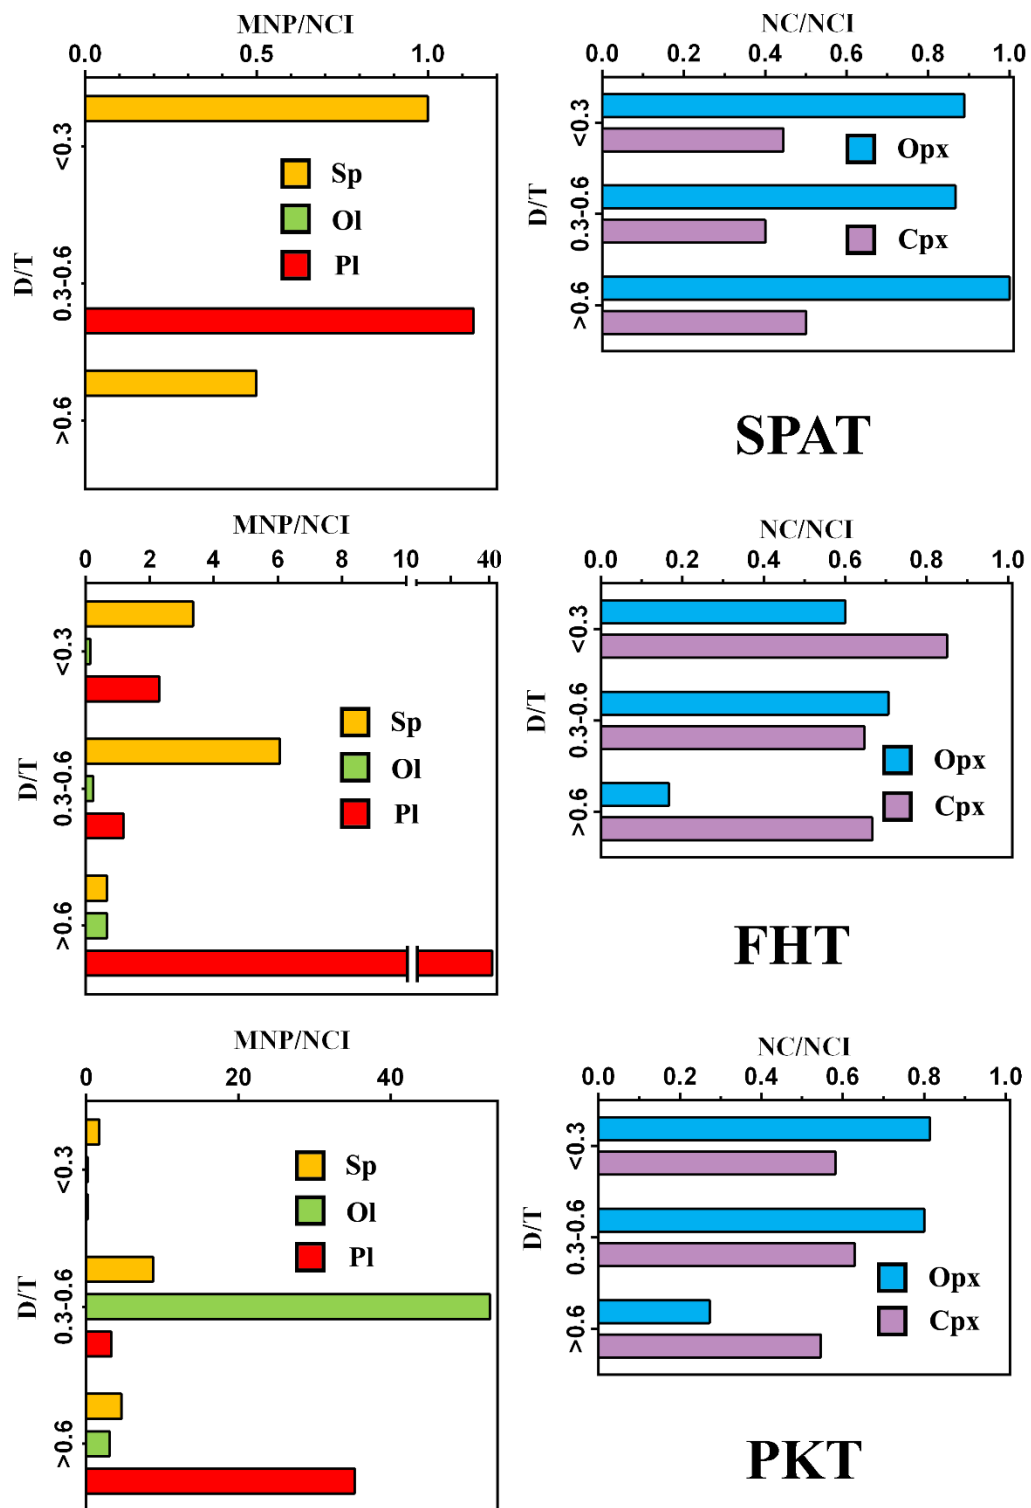 MNP/NCI
0.0 0.5 1.0
D/T
<0.3
0.3-0.6
>0.6
Sp
Ol
Pl
NC/NCI
0.0 0.2 0.4 0.6 0.8 1.0
D/T
<0.3
0.3-0.6
>0.6
Opx
Cpx
SPAT
MNP/NCI
0 2 4 6 8 10 40
D/T
<0.3
0.3-0.6
>0.6
Sp
Ol
Pl
NC/NCI
0.0 0.2 0.4 0.6 0.8 1.0
D/T
<0.3
0.3-0.6
>0.6
Opx
Cpx
FHT
MNP/NCI
0 20 40
D/T
<0.3
0.3-0.6
>0.6
Sp
Ol
Pl
NC/NCI
0.0 0.2 0.4 0.6 0.8 1.0
D/T
<0.3
0.3-0.6
>0.6
Opx
Cpx
PKT